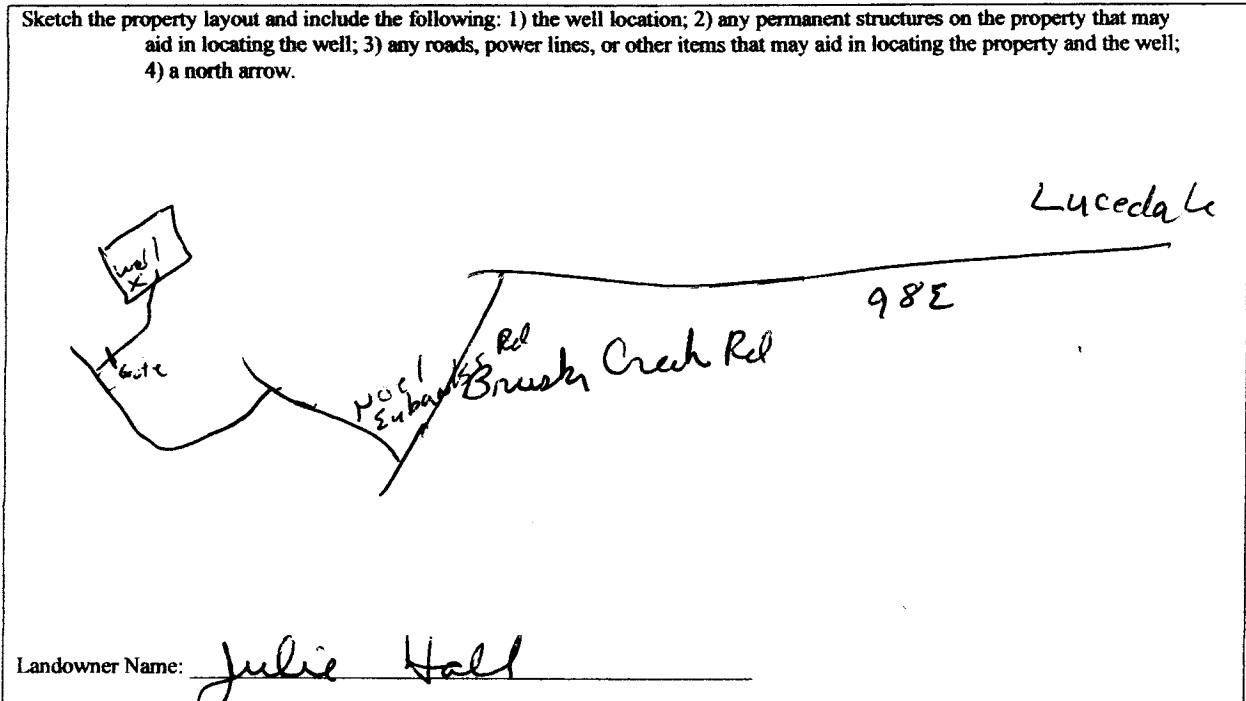 Sketch the property layout and include the following: 1) the well location; 2) any permanent structures on the property that may
aid in locating the well; 3) any roads, power lines, or other items that may aid in locating the property and the well;
4) a north arrow.
Lucedale
well
X
98E
Gate
Noel
Eubanks Rd
Brushy Creek Rd
Landowner Name: Julie Hall